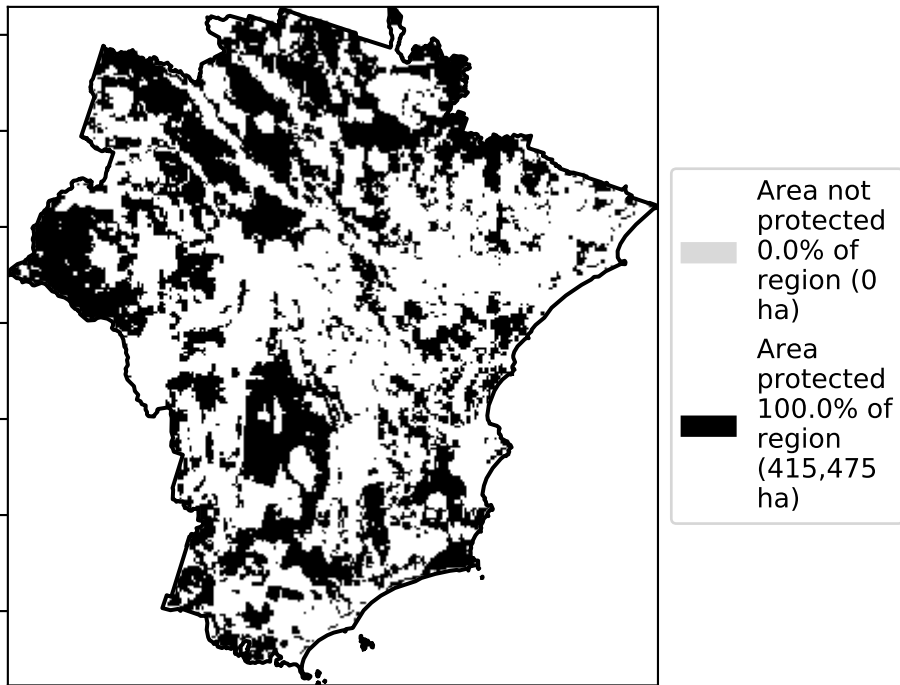 Area not
protected
0.0% of
region (0
ha)
Area
protected
100.0% of
region
(415,475
ha)